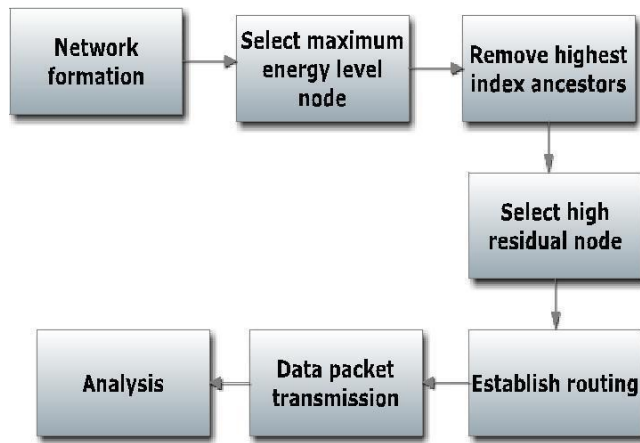 Network
formation
Select maximum
energy level
node
Remove highest
index ancestors
Select high
residual node
Establish routing
Data packet
transmission
Analysis